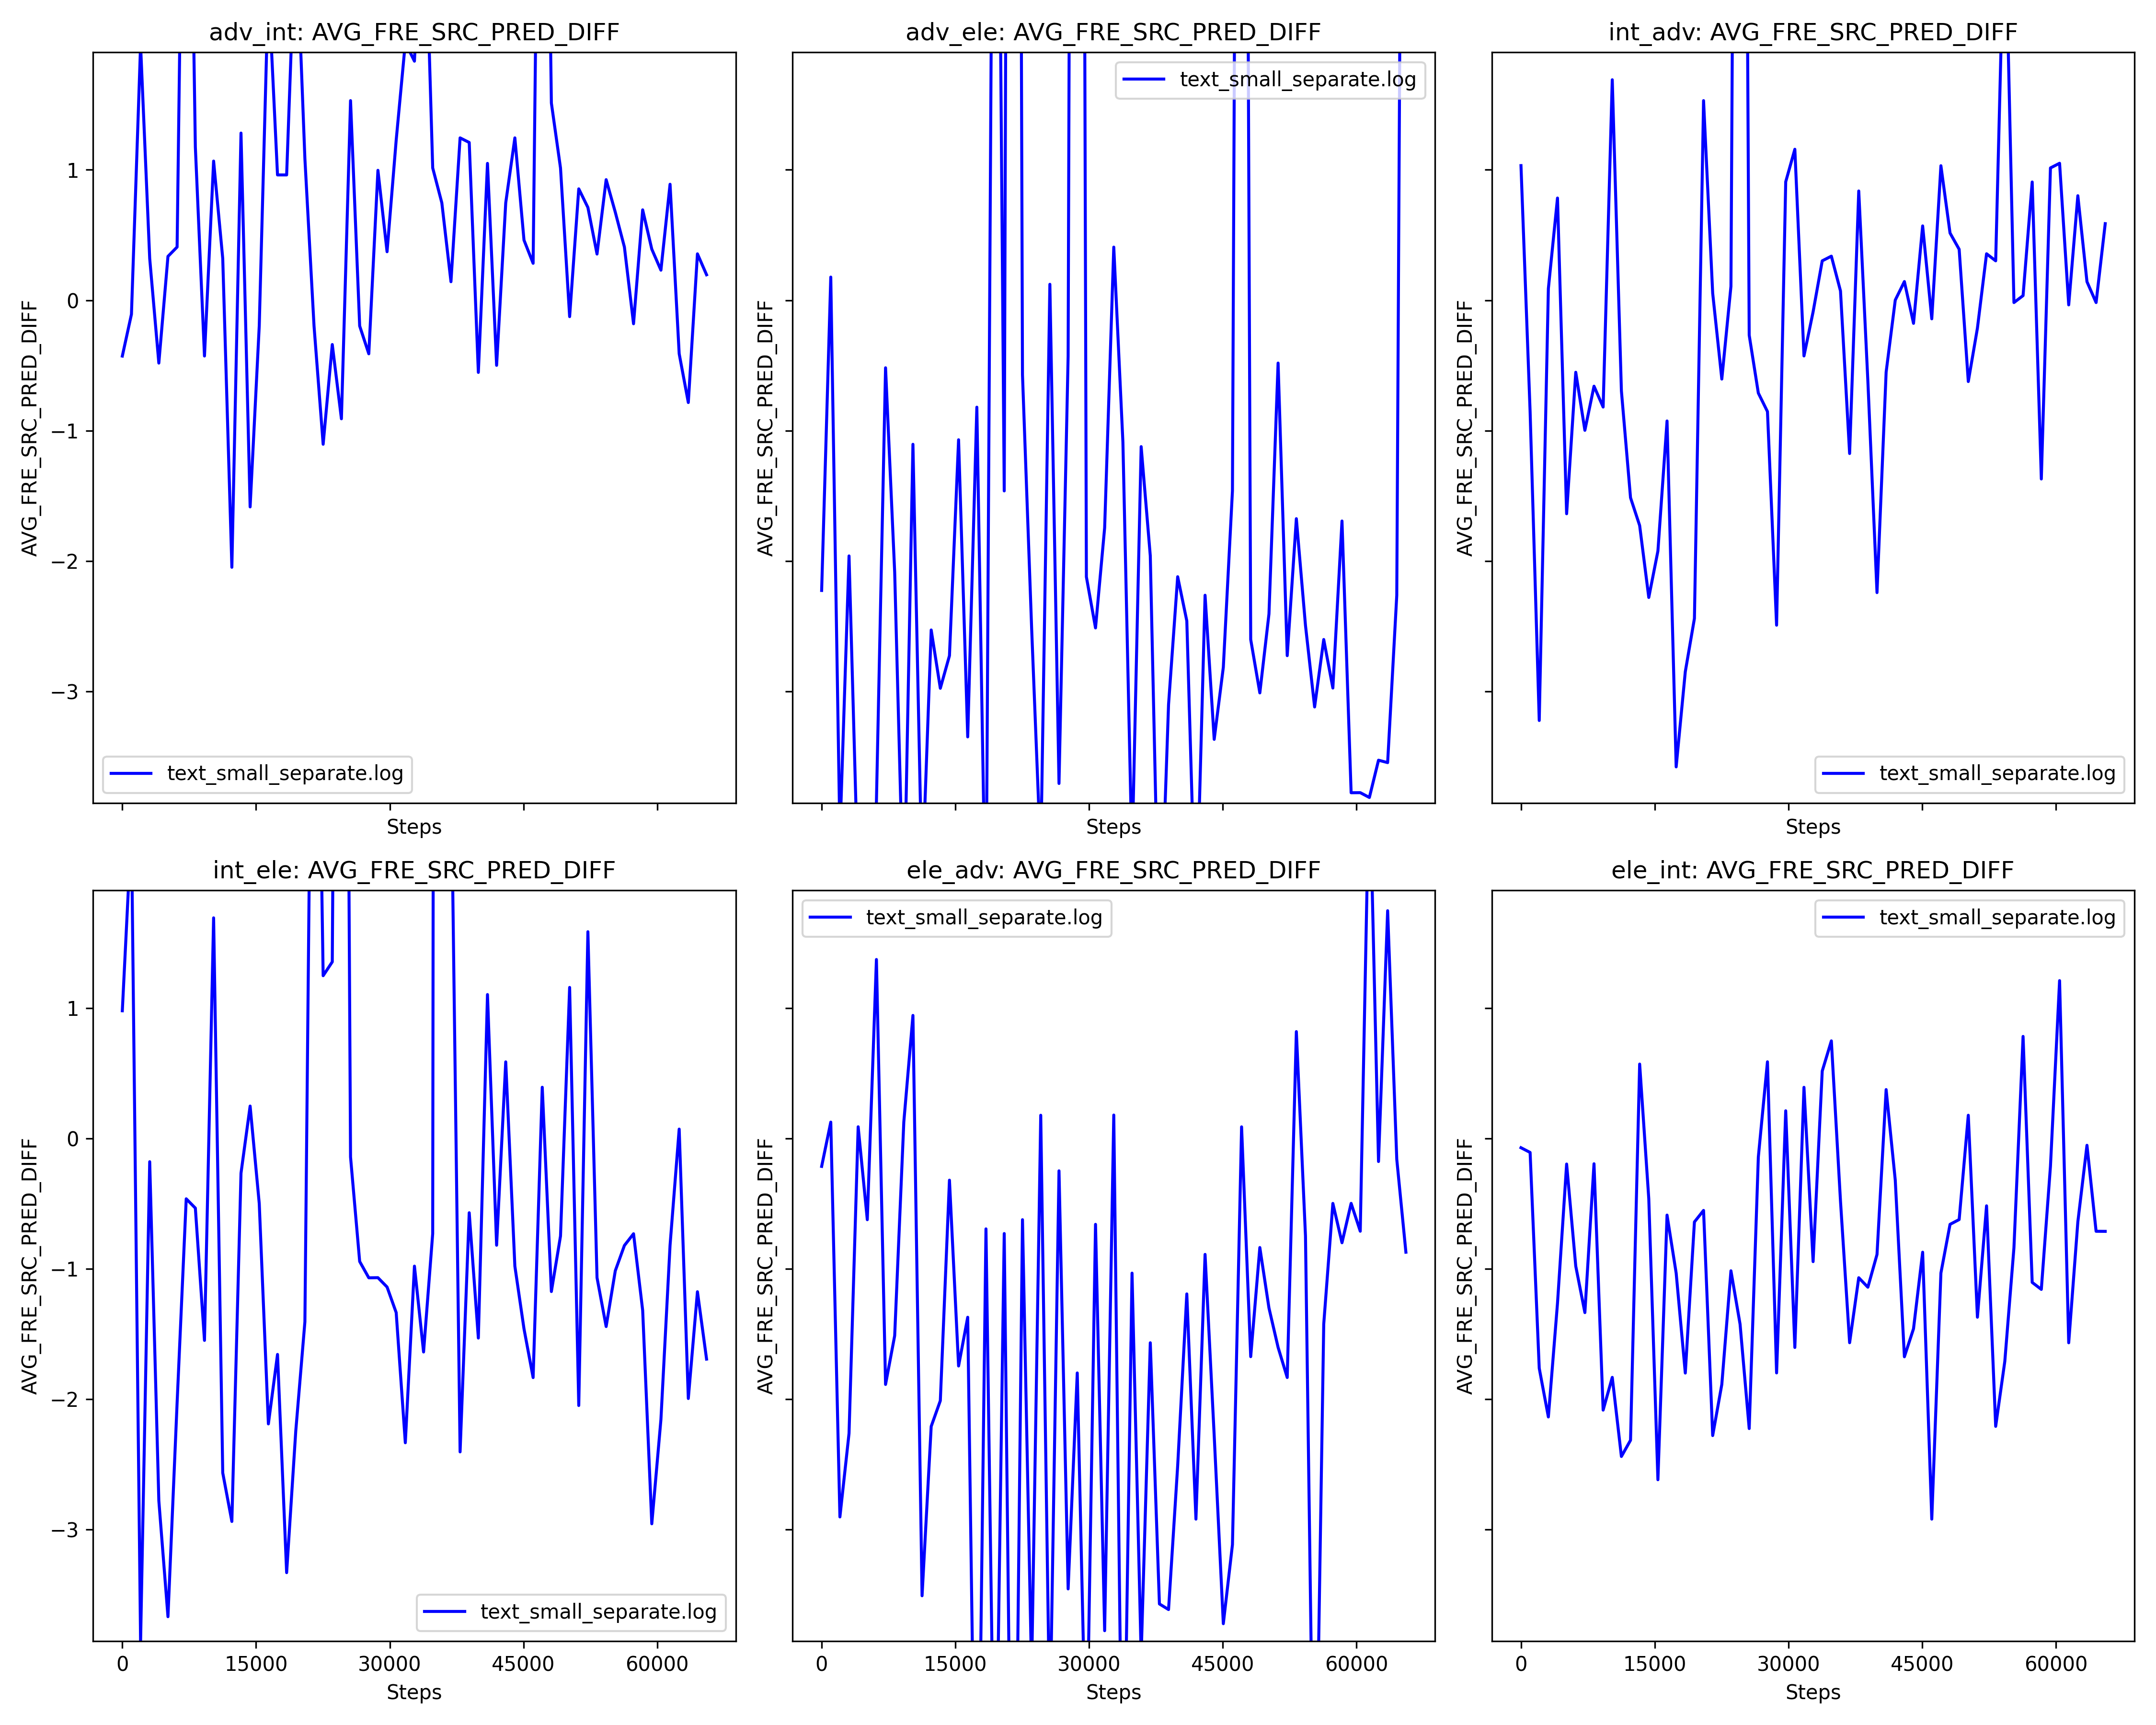 adv_int: AVG_FRE_SRC_PRED_DIFF
AVG_FRE_SRC_PRED_DIFF
1
0
−1
−2
−3
text_small_separate.log
Steps
adv_ele: AVG_FRE_SRC_PRED_DIFF
AVG_FRE_SRC_PRED_DIFF
text_small_separate.log
Steps
int_adv: AVG_FRE_SRC_PRED_DIFF
AVG_FRE_SRC_PRED_DIFF
text_small_separate.log
Steps
int_ele: AVG_FRE_SRC_PRED_DIFF
AVG_FRE_SRC_PRED_DIFF
1
0
−1
−2
−3
text_small_separate.log
0 15000 30000 45000 60000
Steps
ele_adv: AVG_FRE_SRC_PRED_DIFF
AVG_FRE_SRC_PRED_DIFF
text_small_separate.log
0 15000 30000 45000 60000
Steps
ele_int: AVG_FRE_SRC_PRED_DIFF
AVG_FRE_SRC_PRED_DIFF
text_small_separate.log
0 15000 30000 45000 60000
Steps